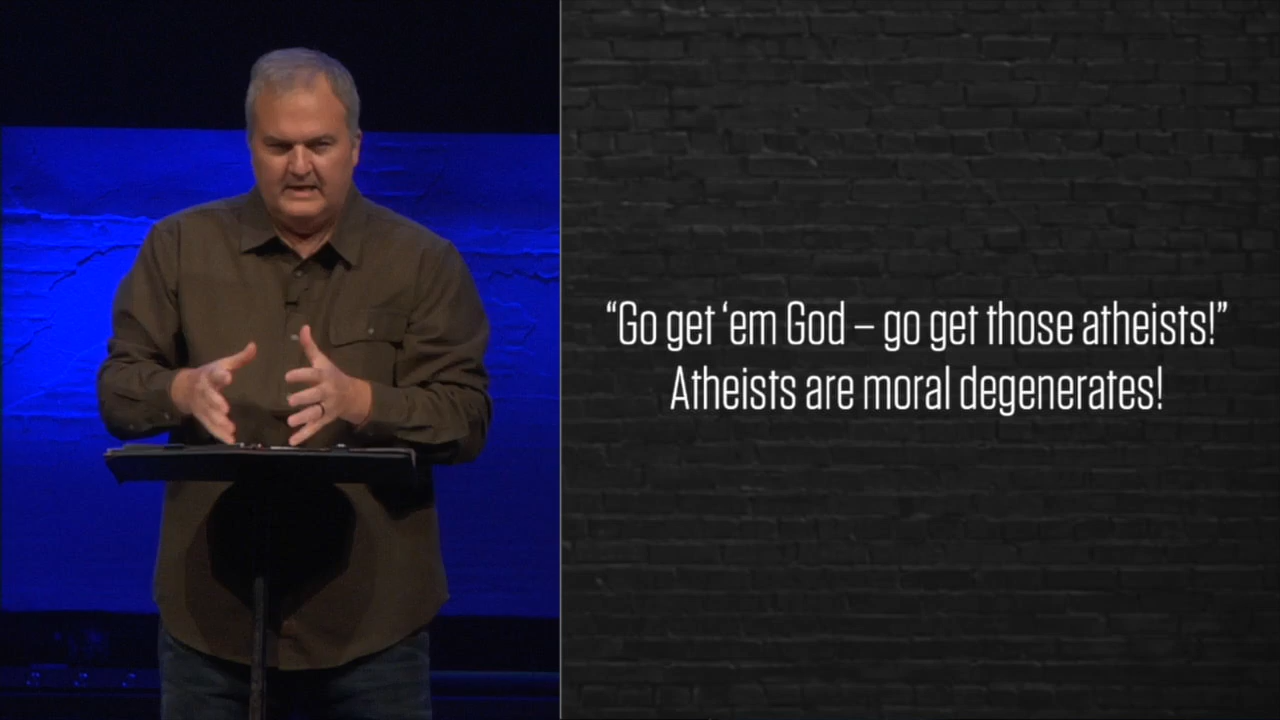 “Go get ‘em God – go get those atheists!”
Atheists are moral degenerates!